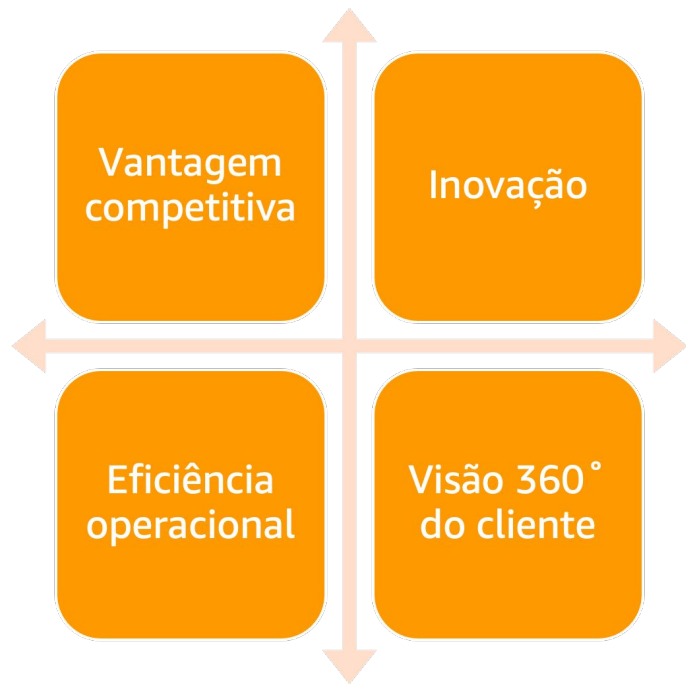 Vantagem
competitiva
Inovação
Eficiência
operacional
Visão 360˚
do cliente